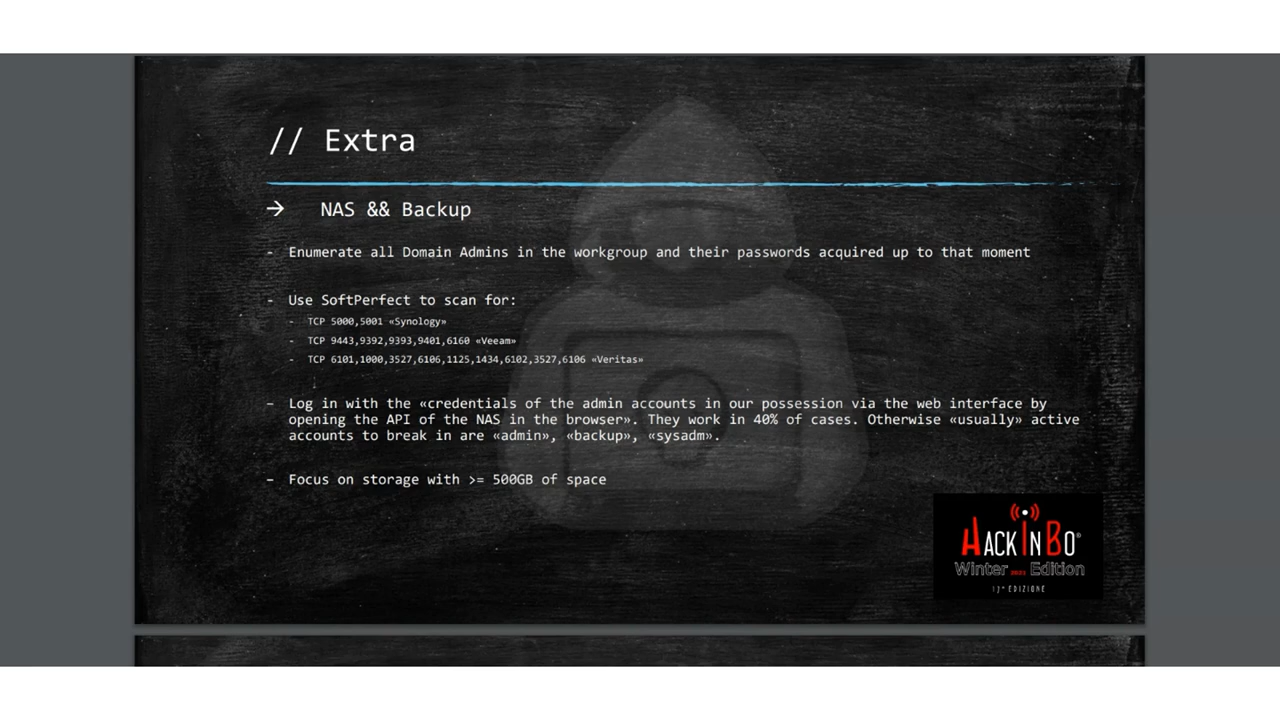 // Extra
→ NAS && Backup
- Enumerate all Domain Admins in the workgroup and their passwords acquired up to that moment
- Use SoftPerfect to scan for:
- TCP 5000,5001 «Synology»
- TCP 9443,9392,9393,9401,6160 «Veeam»
- TCP 6101,1000,3527,6106,1125,1434,6102,3527,6106 «Veritas»
- Log in with the «credentials of the admin accounts in our possession via the web interface by
opening the API of the NAS in the browser». They work in 40% of cases. Otherwise «usually» active
accounts to break in are «admin», «backup», «sysadm».
- Focus on storage with >= 500GB of space
HACKINBO®
Winter Edition
17ª EDIZIONE